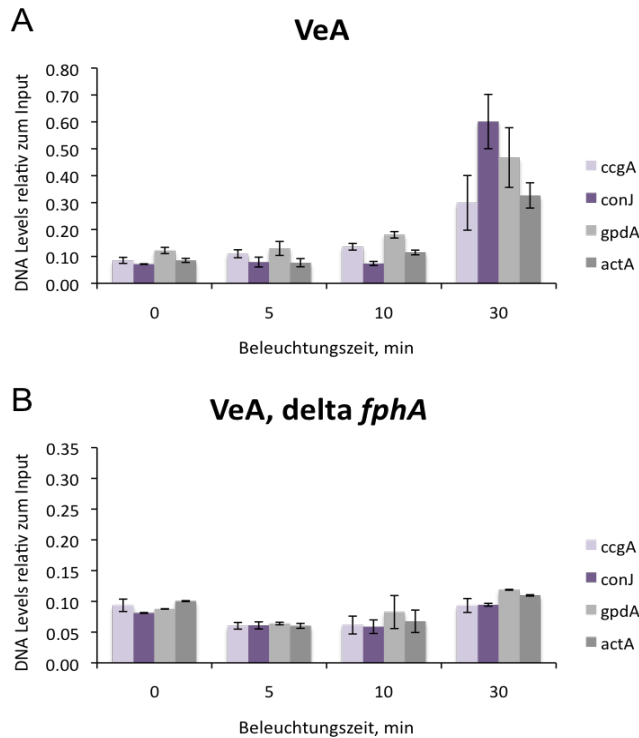 A
VeA
DNA Levels relativ zum Input
0.80
0.70
0.60
0.50
0.40
0.30
0.20
0.10
0.00
0 5 10 30
Beleuchtungszeit, min
ccgA
conJ
gpdA
actA
B
VeA, delta fphA
DNA Levels relativ zum Input
0.35
0.30
0.25
0.20
0.15
0.10
0.05
0.00
0 5 10 30
Beleuchtungszeit, min
ccgA
conJ
gpdA
actA